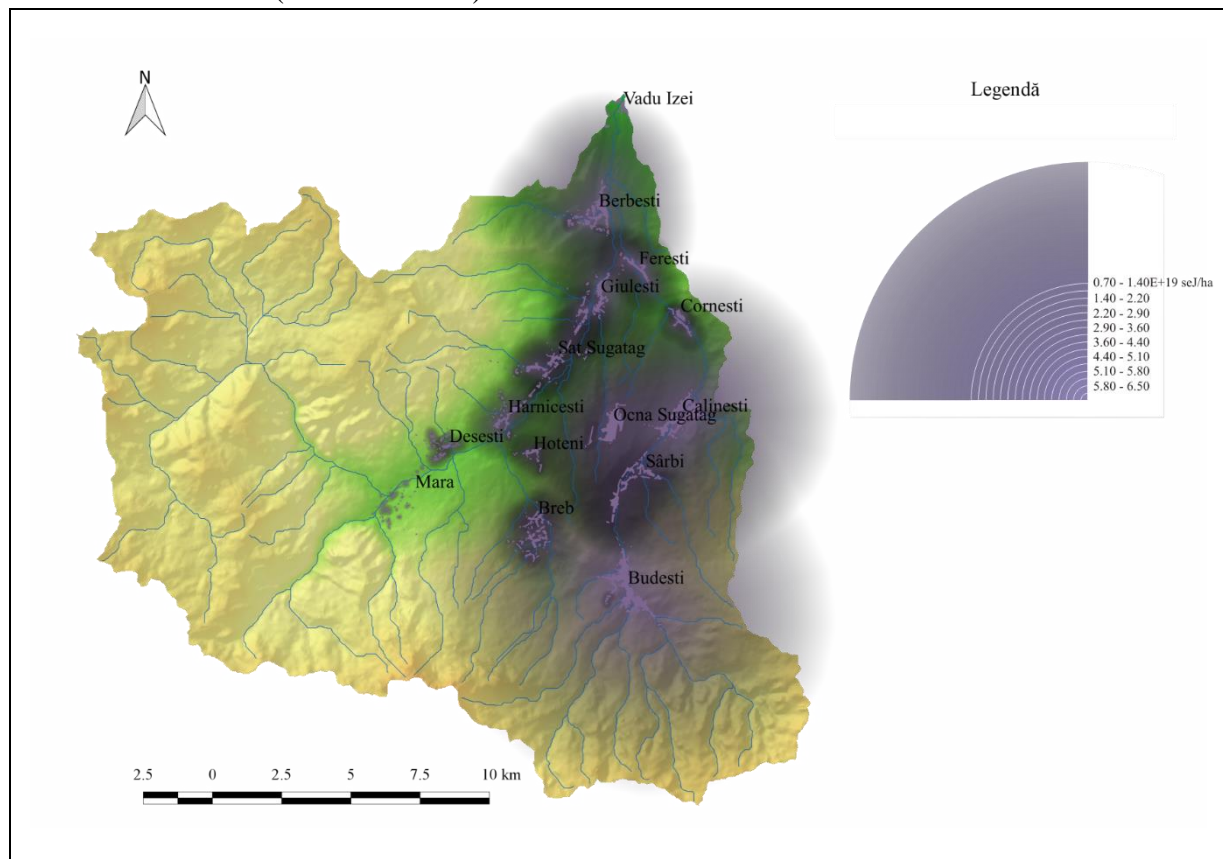 N
Vadu Izei
Legendă
Berbesti
Feresti
Giulesti
Cornesti
Sat Sugatag
Harnicesti
Calinesti
Ocna Sugatag
Desesti
Hoteni
Sârbi
Mara
Breb
Budesti
0.70 - 1.40E+19 seJ/ha
1.40 - 2.20
2.20 - 2.90
2.90 - 3.60
3.60 - 4.40
4.40 - 5.10
5.10 - 5.80
5.80 - 6.50
2.5 0 2.5 5 7.5 10 km